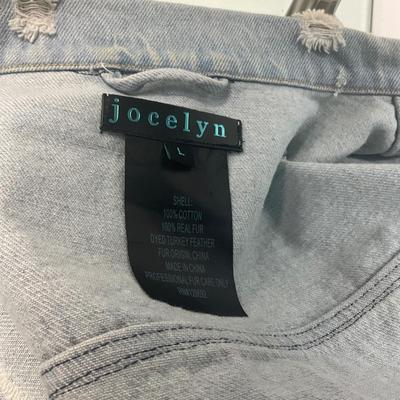 jocelyn
L
SHELL:
100% COTTON
100% REAL FUR
DYED TURKEY FEATHER
FUR ORIGIN, CHINA
MADE IN CHINA
PROFESSIONAL FUR CARE ONLY